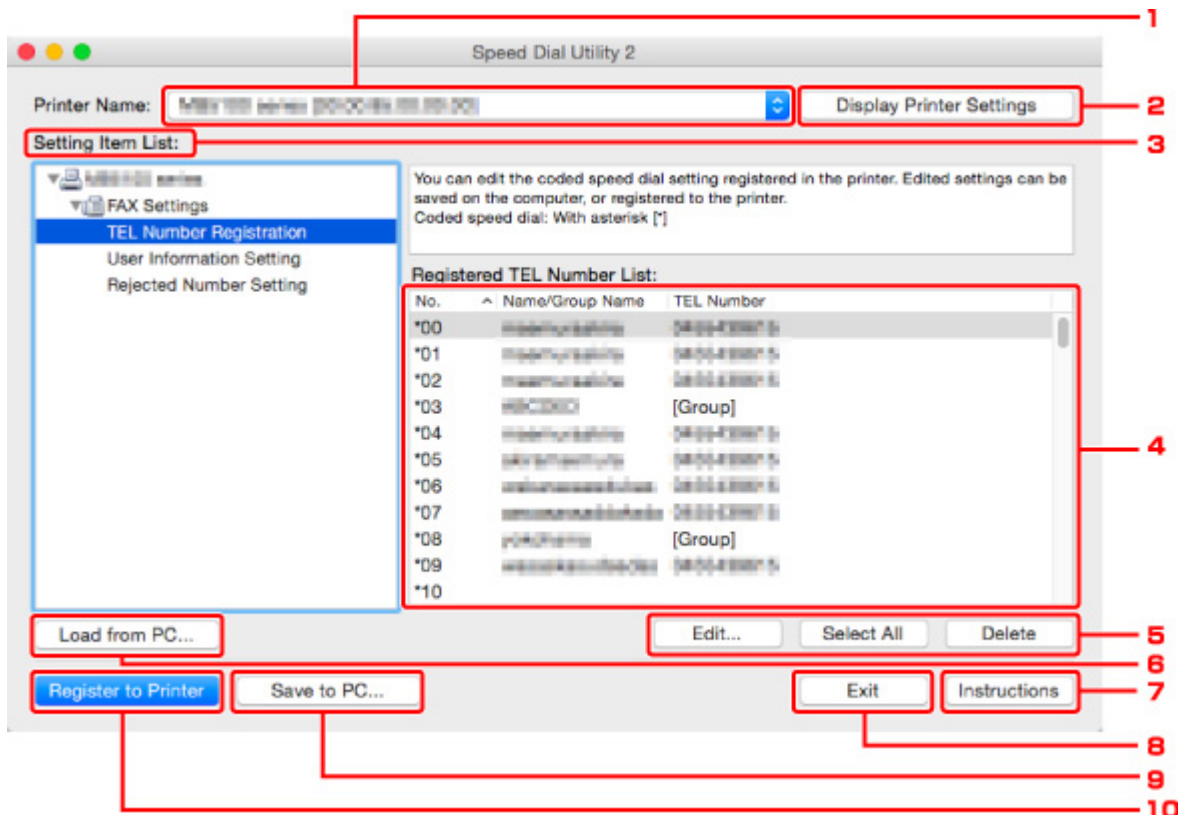 1
Speed Dial Utility 2
Printer Name:
Display Printer Settings
2
Setting Item List:
3
You can edit the coded speed dial setting registered in the printer. Edited settings can be
saved on the computer, or registered to the printer.
Coded speed dial: With asterisk [*]
series
FAX Settings
TEL Number Registration
User Information Setting
Rejected Number Setting
Registered TEL Number List:
No. Name/Group Name TEL Number
*00
*01
*02
*03 [Group]
*04
4
*05
*06
*07
*08 [Group]
*09
*10
Load from PC...
Edit... Select All Delete
5
6
Register to Printer Save to PC... Exit Instructions
7
8
9
10